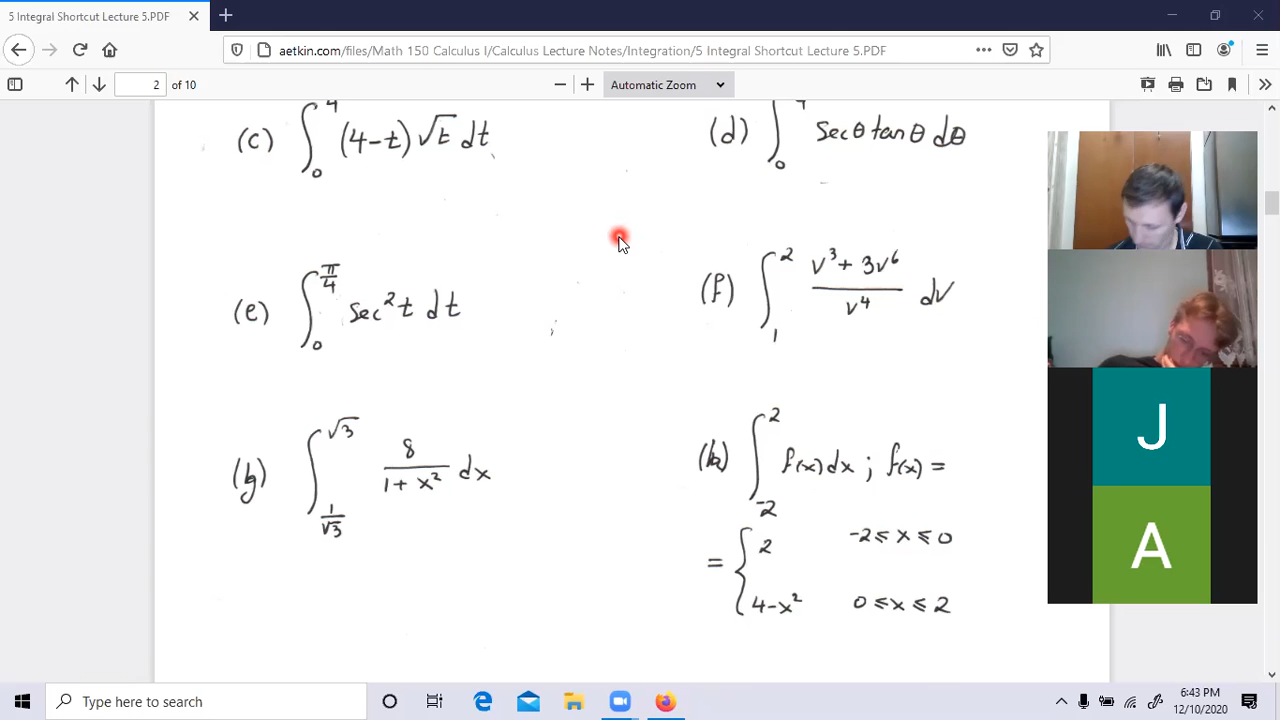 5 Integral Shortcut Lecture 5.PDF
aetkin.com/files/Math 150 Calculus I/Calculus Lecture Notes/Integration/5 Integral Shortcut Lecture 5.PDF
2 of 10
Automatic Zoom
(c) ∫₀⁴ (4-t) √t dt
(d) ∫₀ secθ tanθ dθ
(e) ∫₀^(π/4) sec²t dt
(f) ∫₁² (v³ + 3v⁶)/v⁴ dv
(g) ∫_(1/√3)^(√3) 8/(1+x²) dx
(h) ∫₋₂² f(x)dx ; f(x) =
= { 2 -2 ≤ x ≤ 0
4-x² 0 ≤ x ≤ 2
J
A
Type here to search
6:43 PM
12/10/2020